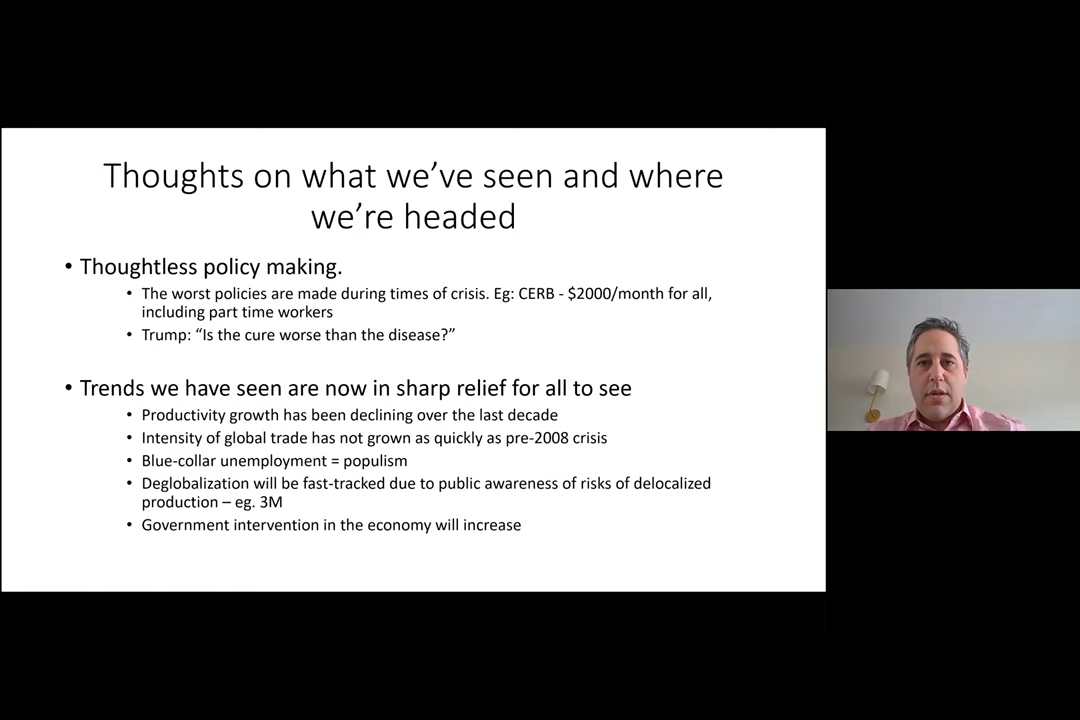 Thoughts on what we’ve seen and where
we’re headed
• Thoughtless policy making.
• The worst policies are made during times of crisis. Eg: CERB - $2000/month for all,
including part time workers
• Trump: “Is the cure worse than the disease?”
• Trends we have seen are now in sharp relief for all to see
• Productivity growth has been declining over the last decade
• Intensity of global trade has not grown as quickly as pre-2008 crisis
• Blue-collar unemployment = populism
• Deglobalization will be fast-tracked due to public awareness of risks of delocalized
production – eg. 3M
• Government intervention in the economy will increase